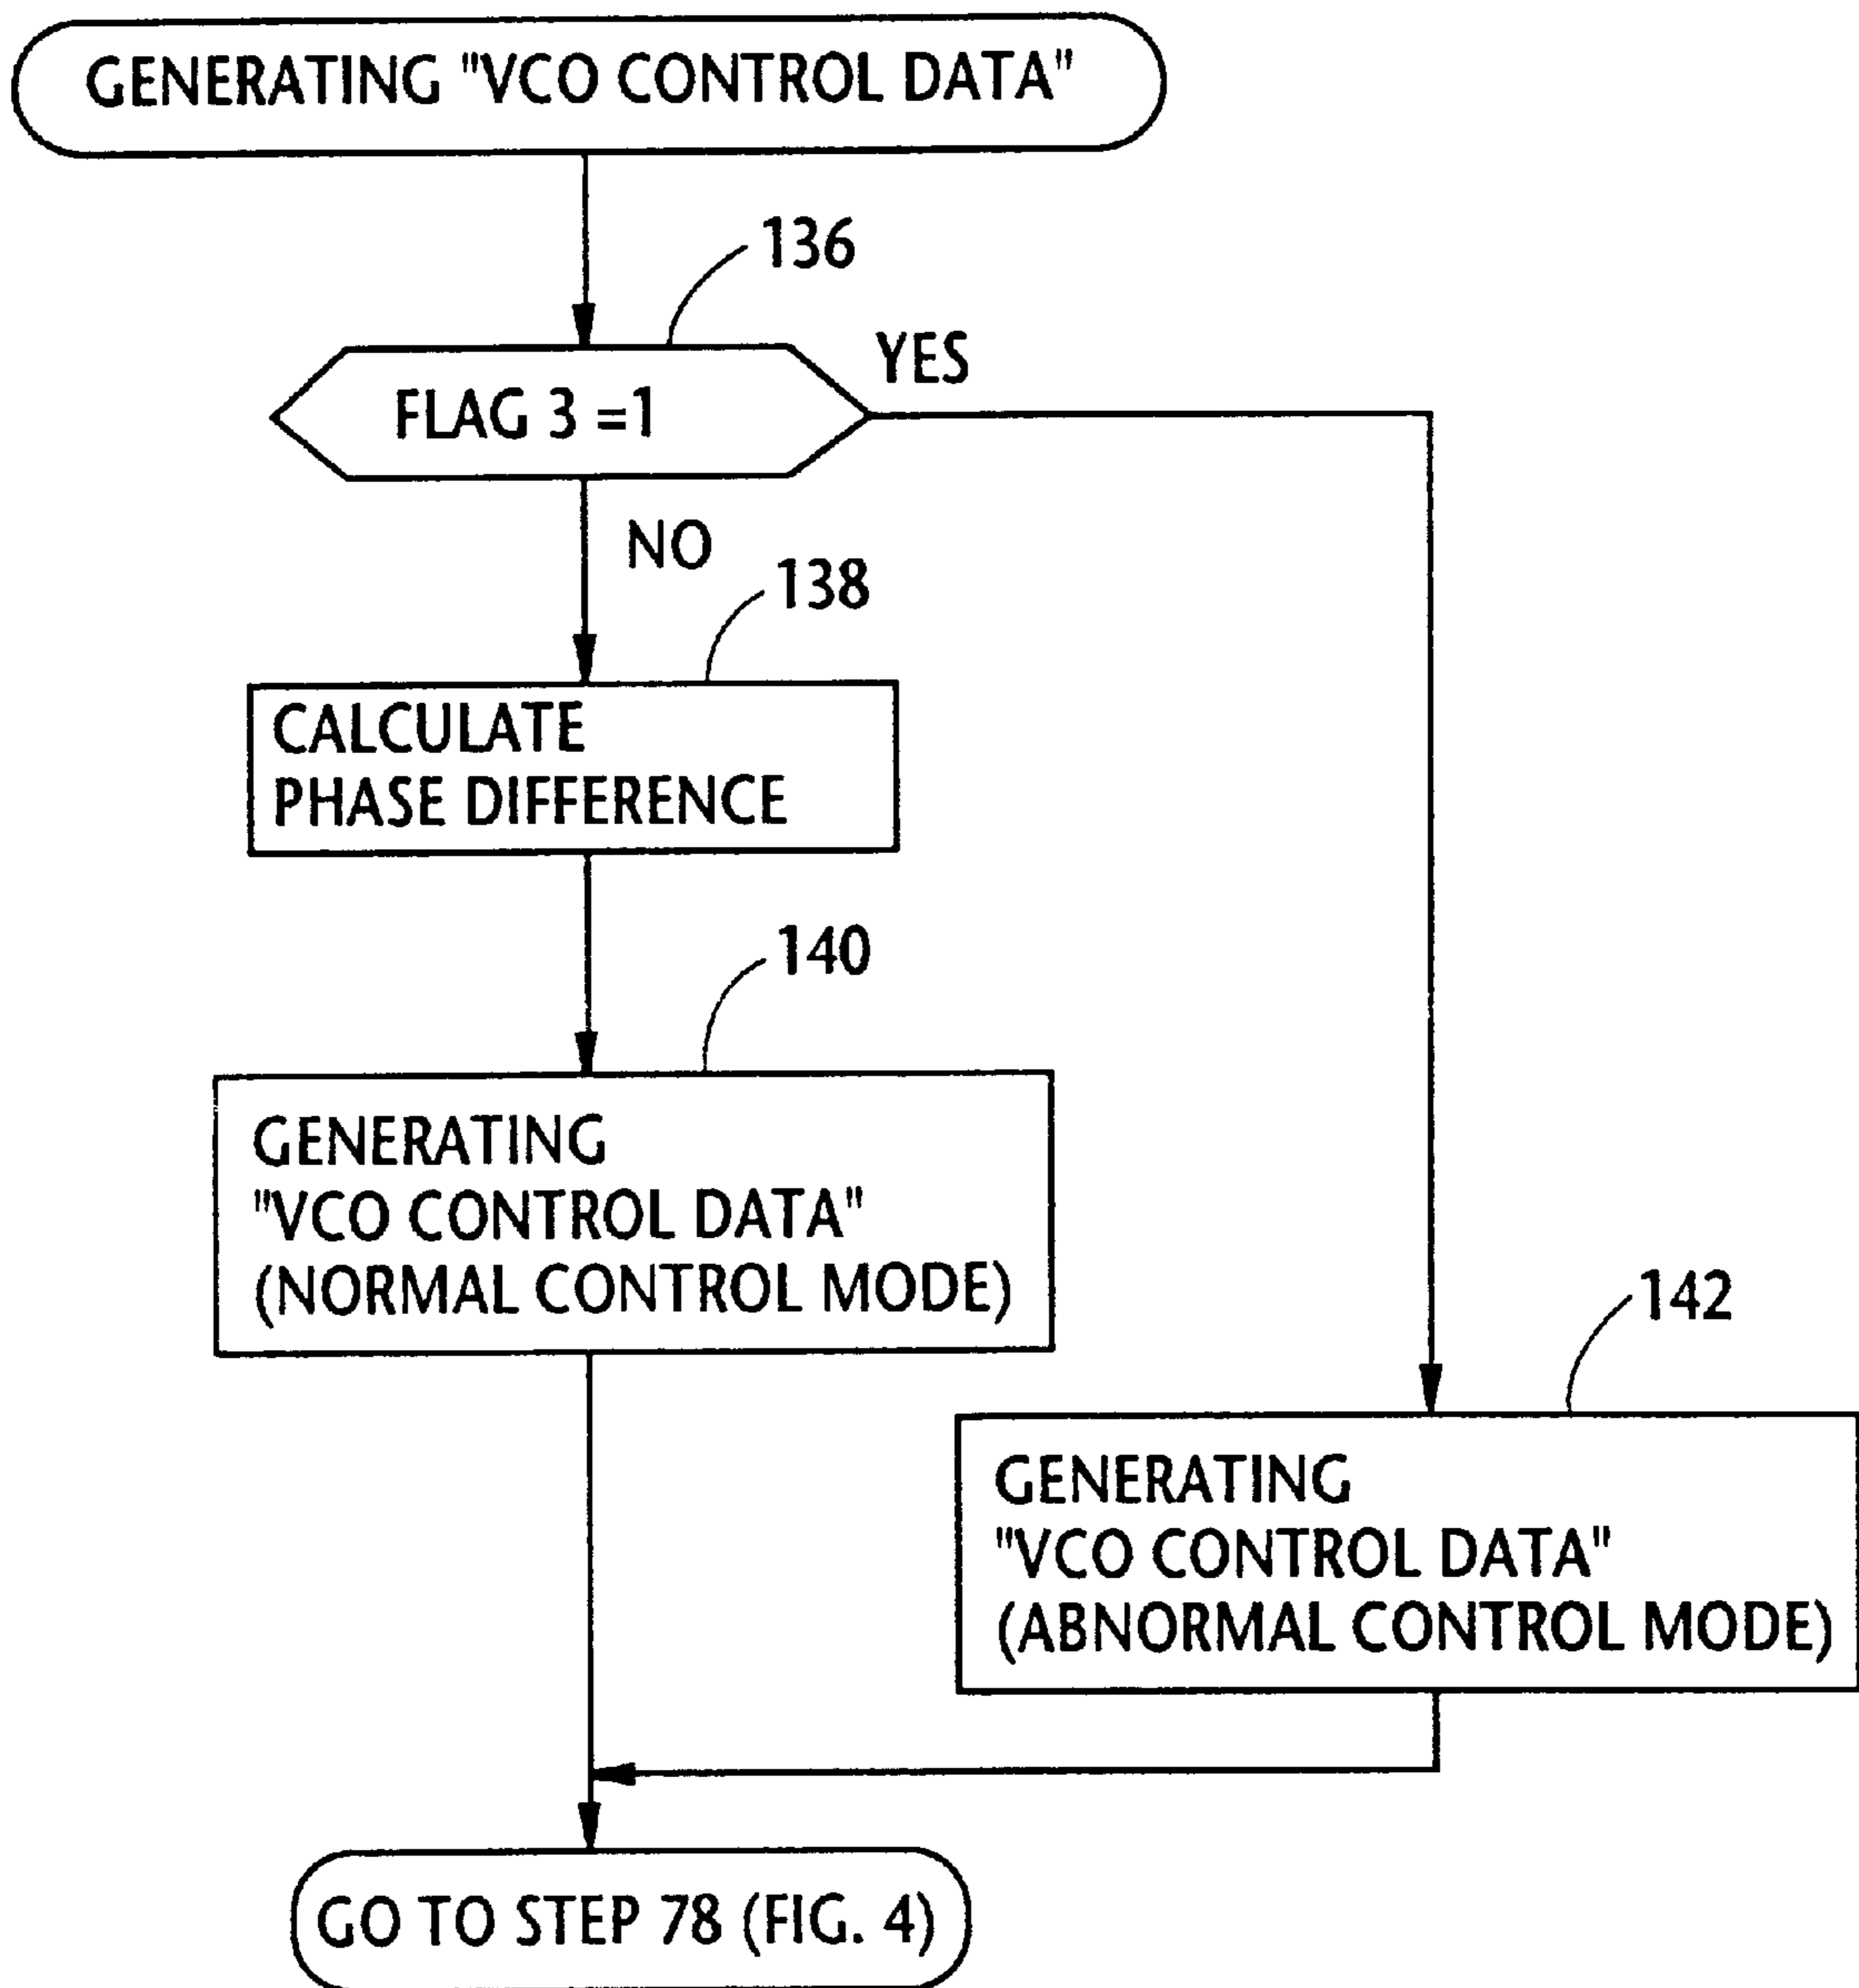 GENERATING "VCO CONTROL DATA"
136
YES
FLAG 3 =1
NO
138
CALCULATE
PHASE DIFFERENCE
140
GENERATING
"VCO CONTROL DATA"
(NORMAL CONTROL MODE)
142
GENERATING
"VCO CONTROL DATA"
(ABNORMAL CONTROL MODE)
GO TO STEP 78 (FIG. 4)